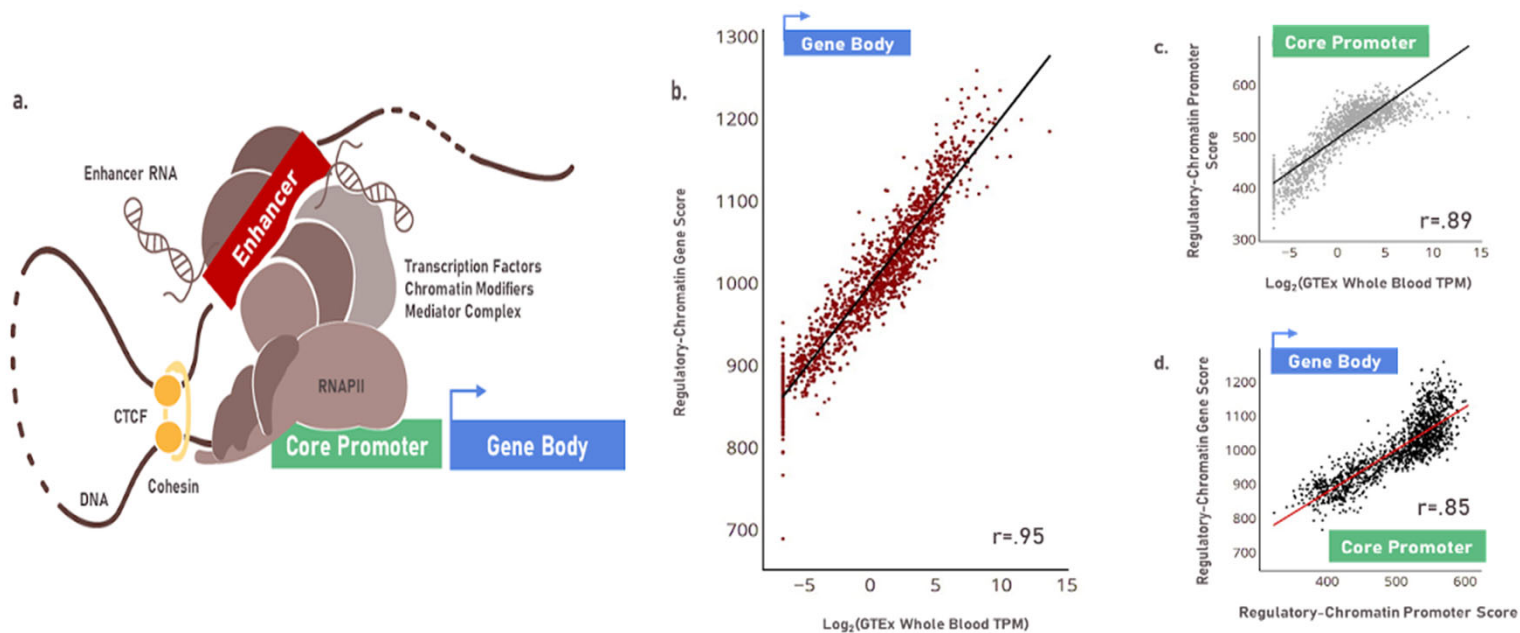 a.
Enhancer RNA
Enhancer
Transcription Factors
Chromatin Modifiers
Mediator Complex
RNAPII
CTCF
Core Promoter
Gene Body
DNA
Cohesin
b.
Gene Body
Regulatory-Chromatin Gene Score
1300
1200
1100
1000
900
800
700
r=.95
−5
0
5
10
15
Log₂(GTEx Whole Blood TPM)
c.
Core Promoter
Regulatory-Chromatin Promoter
Score
600
500
400
300
r=.89
−5
0
5
10
15
Log₂(GTEx Whole Blood TPM)
d.
Gene Body
Regulatory-Chromatin Gene Score
1200
1100
1000
900
800
700
r=.85
Core Promoter
400
500
600
Regulatory-Chromatin Promoter Score